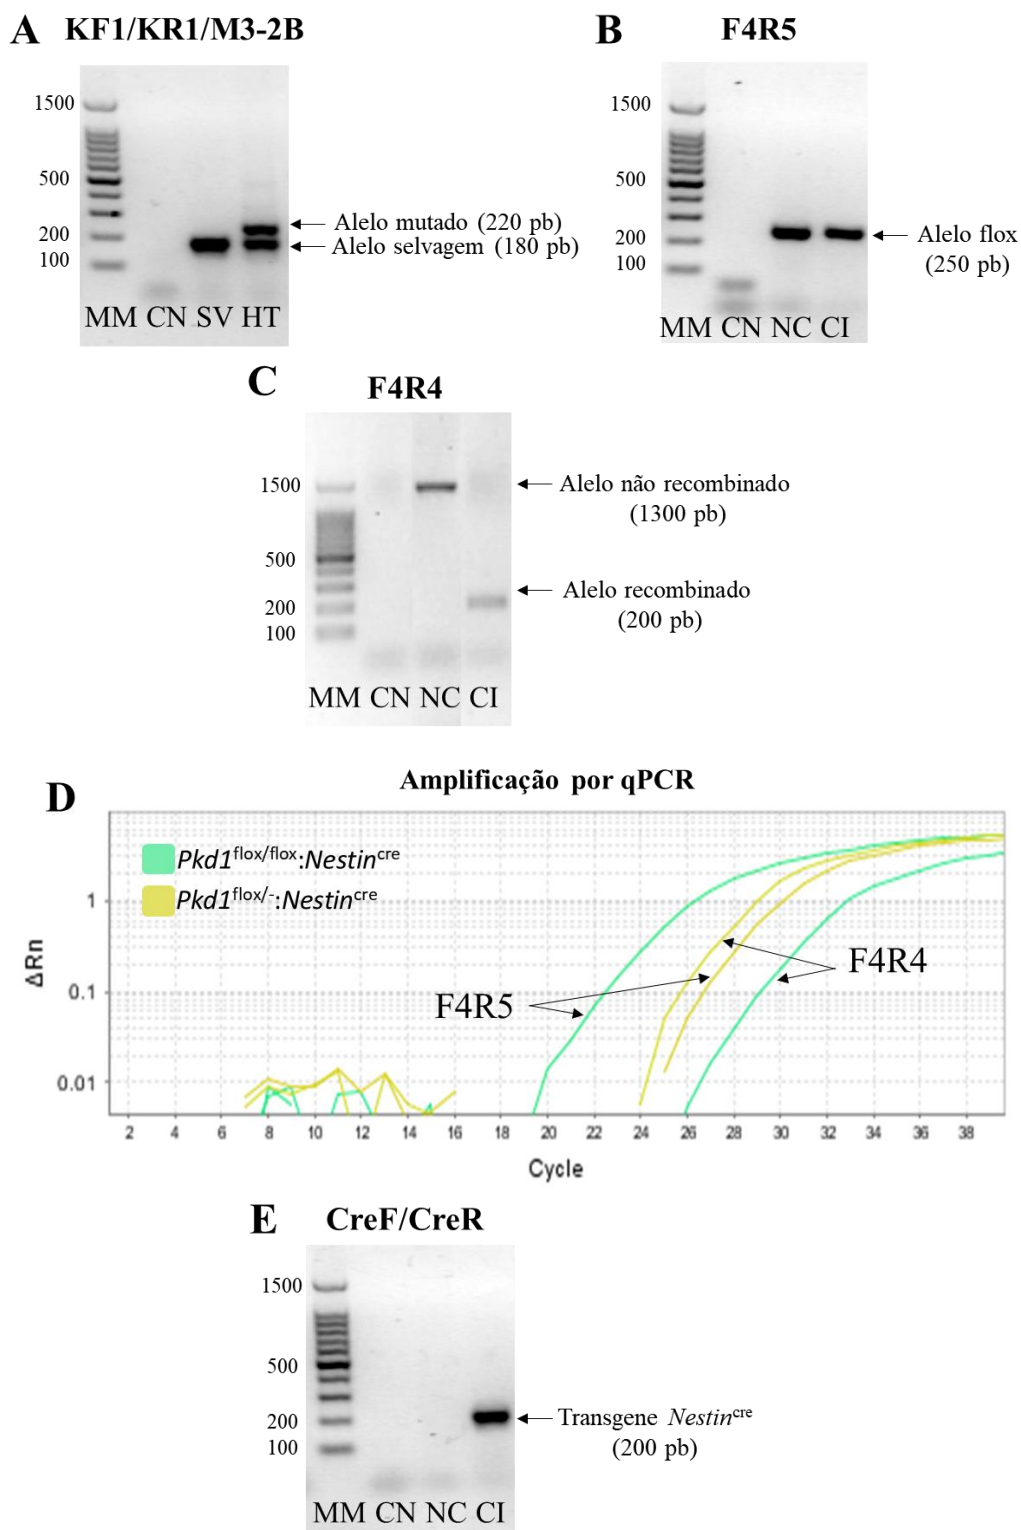 A KF1/KR1/M3-2B
1500
500
200
100
Alelo mutado (220 pb)
Alelo selvagem (180 pb)
MM CN SV HT
B F4R5
1500
500
200
100
Alelo flox
(250 pb)
MM CN NC CI
C F4R4
1500
500
200
100
Alelo não recombinado
(1300 pb)
Alelo recombinado
(200 pb)
MM CN NC CI
D Amplificação por qPCR
Pkd1flox/flox:Nestincre
Pkd1flox/-:Nestincre
1
0.1
0.01
ΔRn
F4R5
F4R4
2 4 6 8 10 12 14 16 18 20 22 24 26 28 30 32 34 36 38
Cycle
E CreF/CreR
1500
500
200
100
Transgene Nestincre
(200 pb)
MM CN NC CI